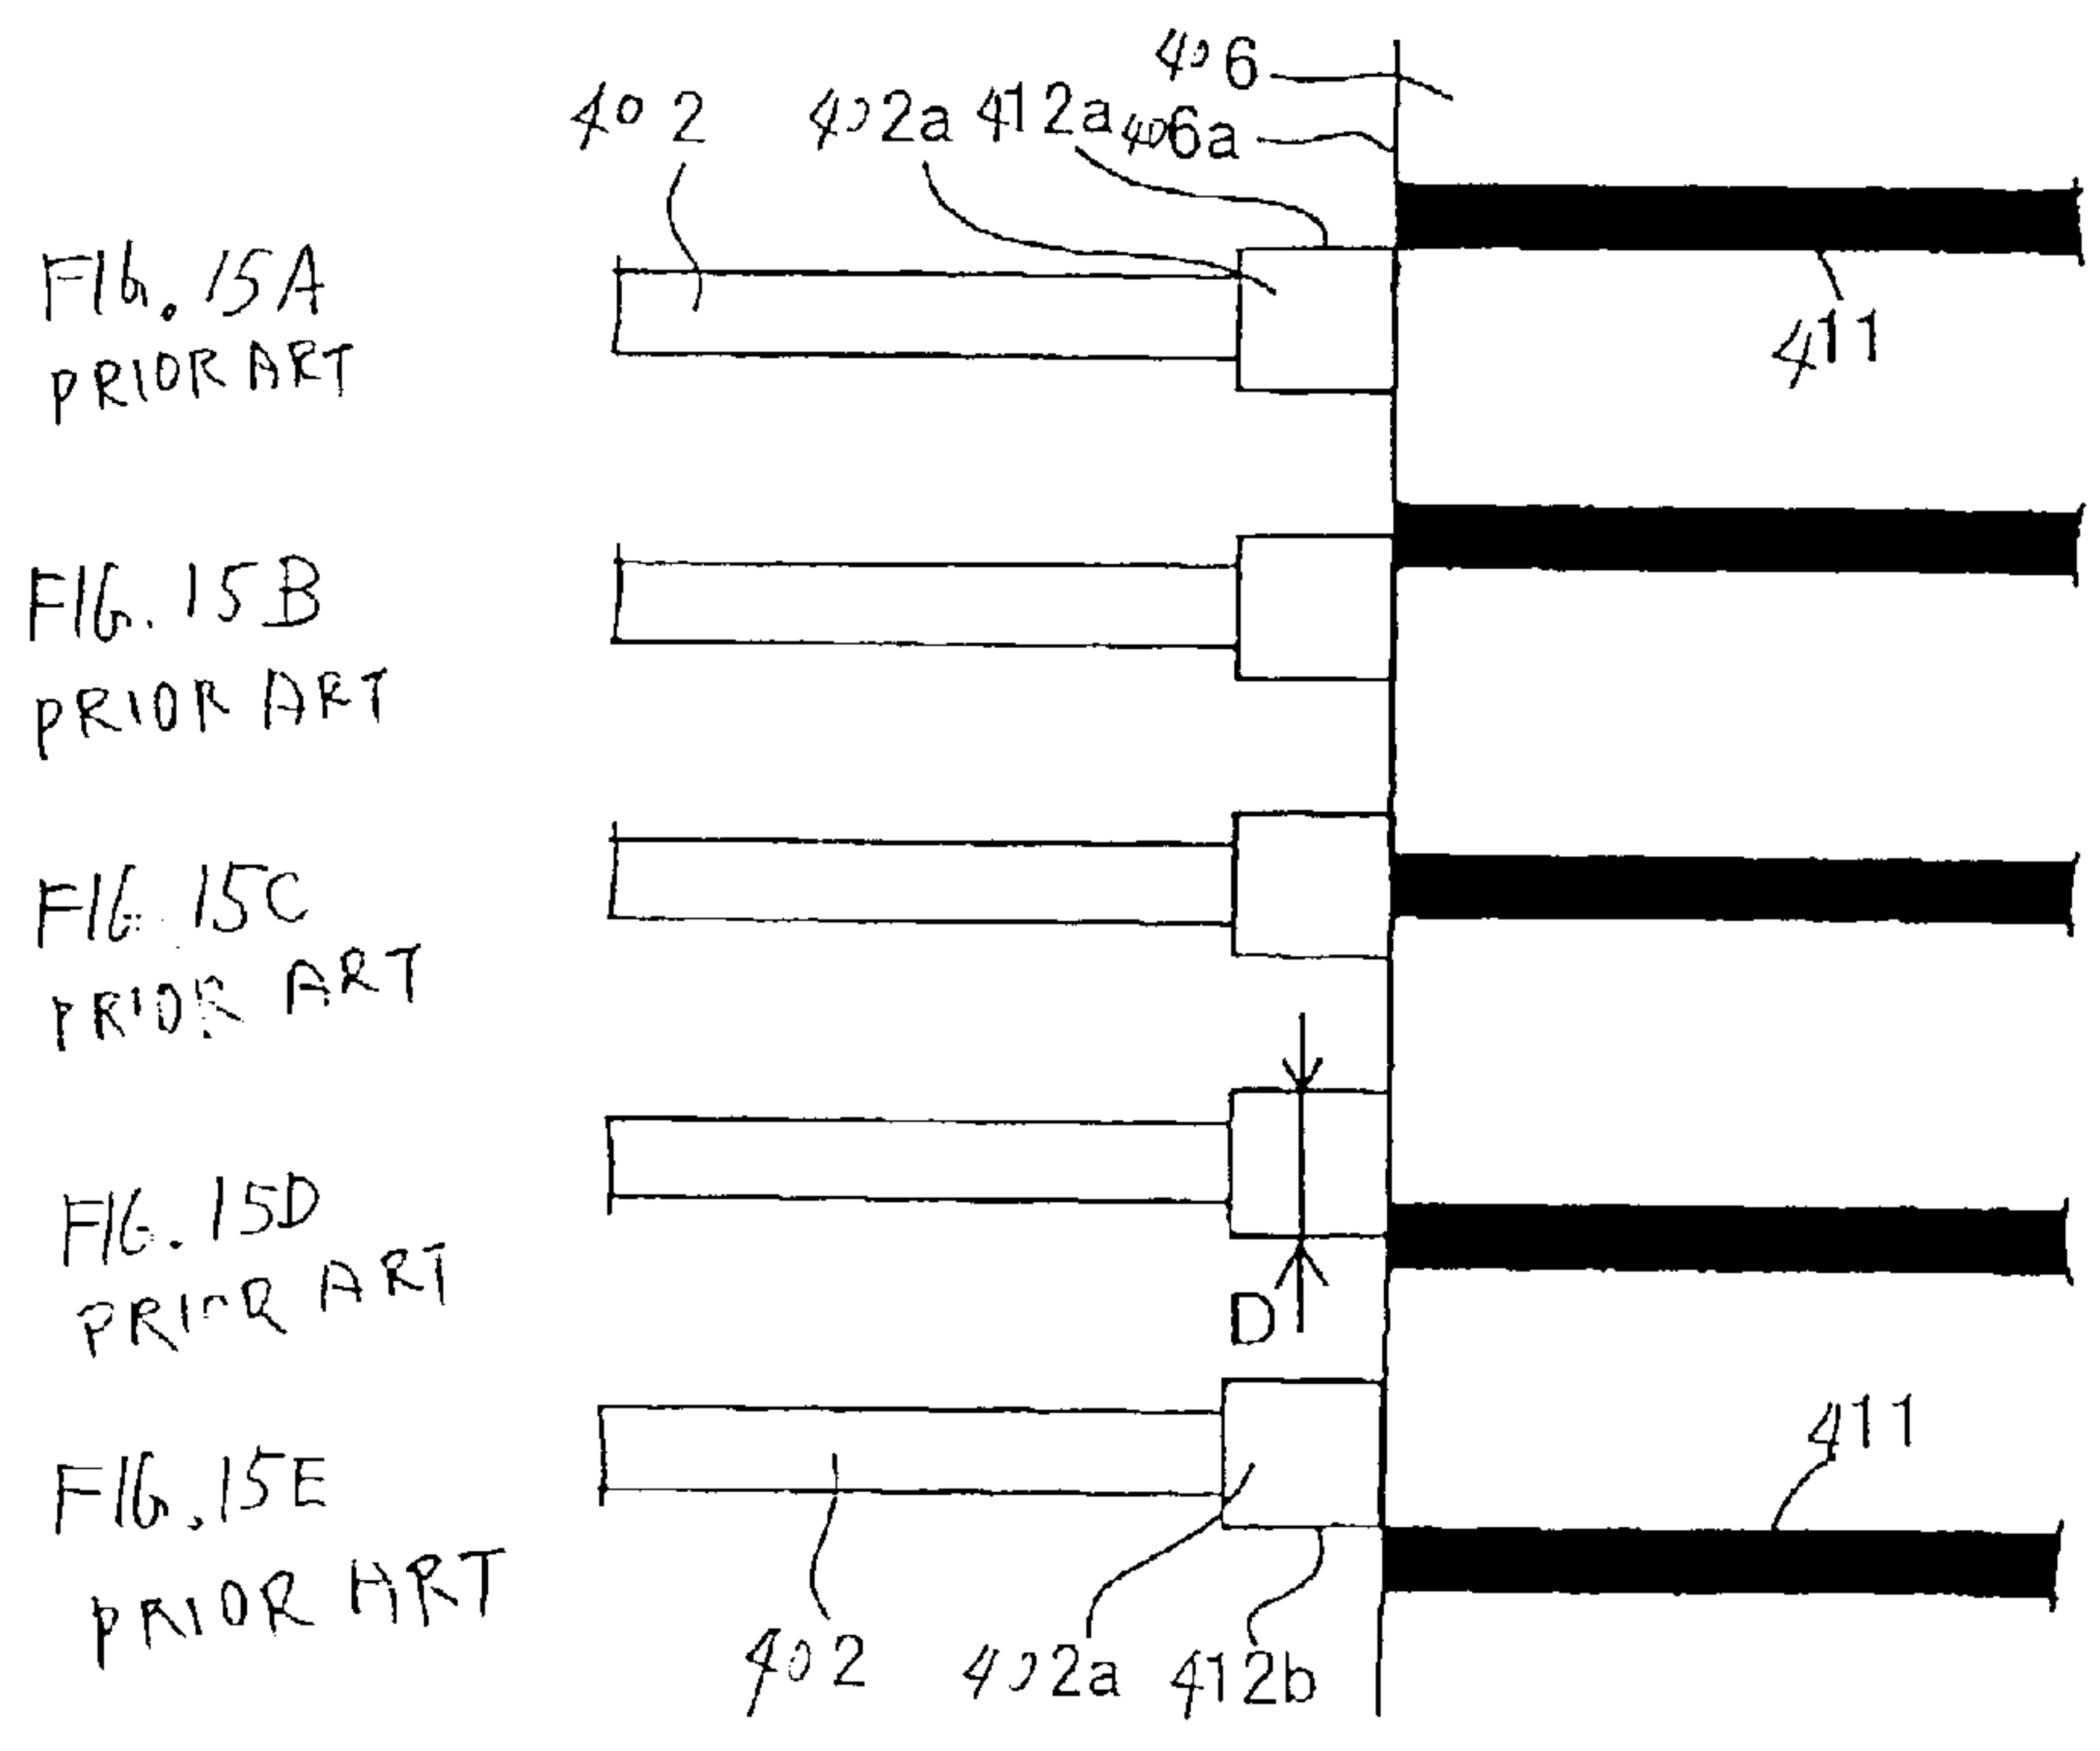 406
402 402a 412a 406a
FIG. 15A
PRIOR ART
411
FIG. 15B
PRIOR ART
FIG. 15C
PRIOR ART
FIG. 15D
PRIOR ART
D
411
FIG. 15E
PRIOR ART
402 402a 412b